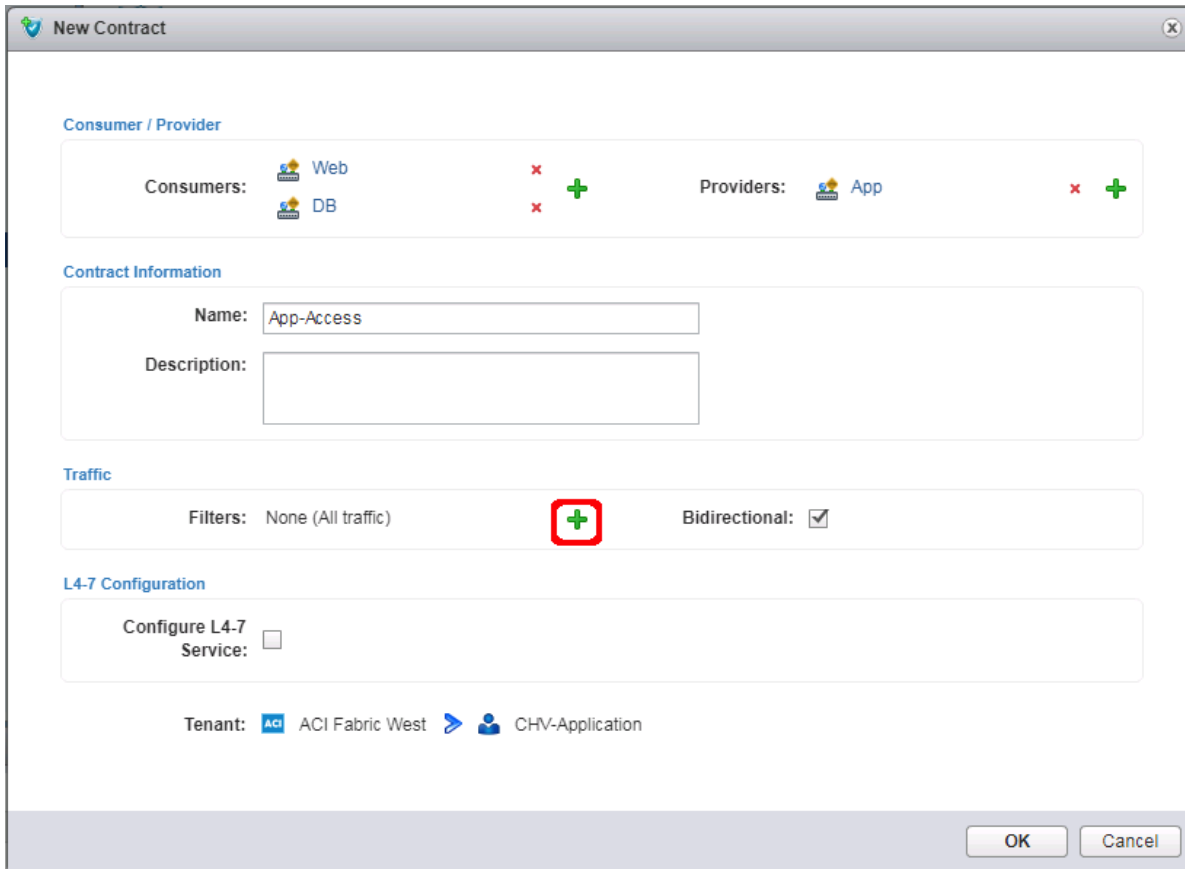 New Contract
Consumer / Provider
Consumers: Web Providers: App
DB
Contract Information
Name: App-Access
Description:
Traffic
Filters: None (All traffic) Bidirectional:
L4-7 Configuration
Configure L4-7
Service:
Tenant: ACI ACI Fabric West CHV-Application
OK Cancel